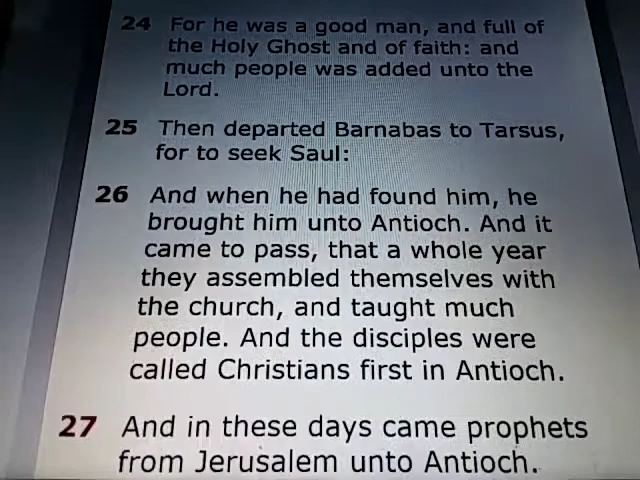 24 For he was a good man, and full of
the Holy Ghost and of faith: and
much people was added unto the
Lord.
25 Then departed Barnabas to Tarsus,
for to seek Saul:
26 And when he had found him, he
brought him unto Antioch. And it
came to pass, that a whole year
they assembled themselves with
the church, and taught much
people. And the disciples were
called Christians first in Antioch.
27 And in these days came prophets
from Jerusalem unto Antioch.